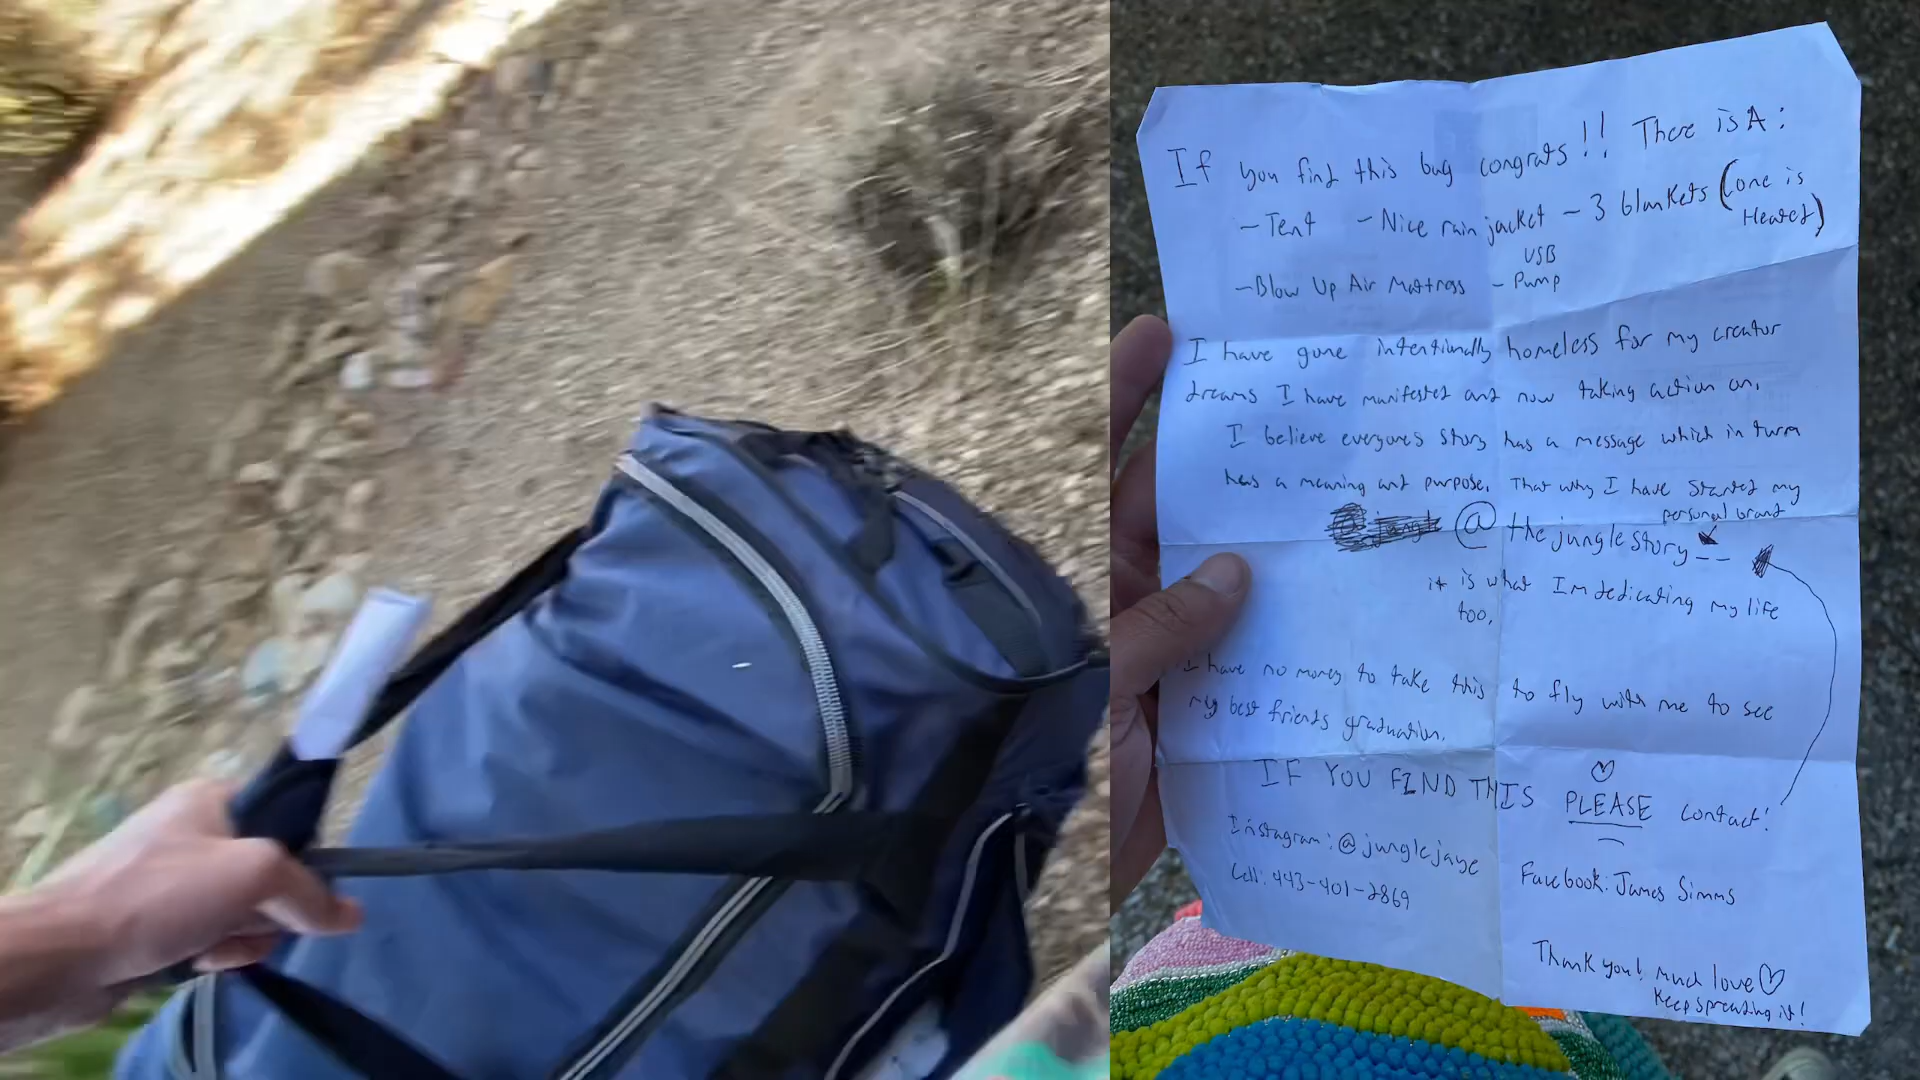 If you find this bag congrats!! There is A:
- Tent - Nice rain jacket - 3 blankets (one is Heated)
- Blow Up Air Mattrass - USB Pump
I have gone intentionally homeless for my creator
dreams I have manifested and now taking action on.
I believe everyone's story has a message which in turn
has a meaning and purpose. That why I have started my
personal brand
@thejunglestory__
it is what Im dedicating my life
too.
I have no money to take this to fly with me to see
my best friends graduation.
IF YOU FIND THIS PLEASE contact!
Instagram: @junglejaye
Cell: 443-401-2869
Facebook: James Simms
Thank you! Much love
Keep spreading it!